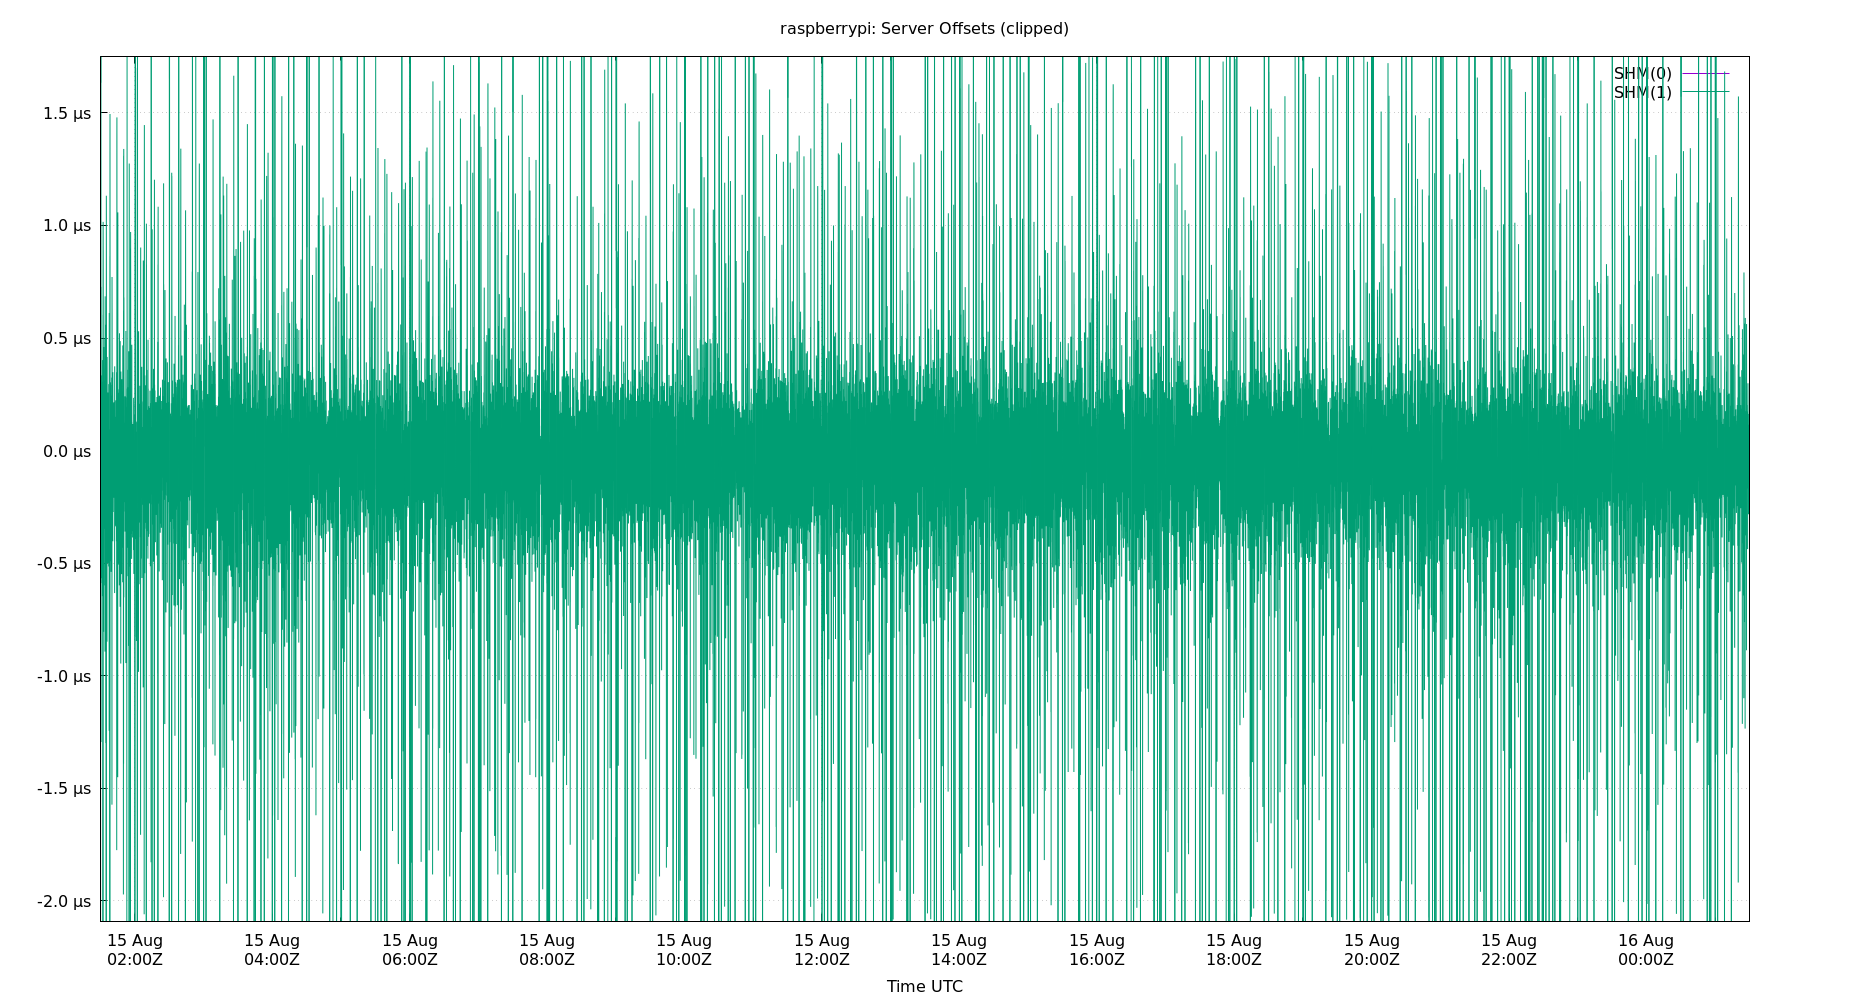 raspberrypi: Server Offsets (clipped)
SHM(0)
SHM(1)
1.5 µs
1.0 µs
0.5 µs
0.0 µs
-0.5 µs
-1.0 µs
-1.5 µs
-2.0 µs
15 Aug 15 Aug 15 Aug 15 Aug 15 Aug 15 Aug 15 Aug 15 Aug 15 Aug 15 Aug 15 Aug 16 Aug
02:00Z 04:00Z 06:00Z 08:00Z 10:00Z 12:00Z 14:00Z 16:00Z 18:00Z 20:00Z 22:00Z 00:00Z
Time UTC